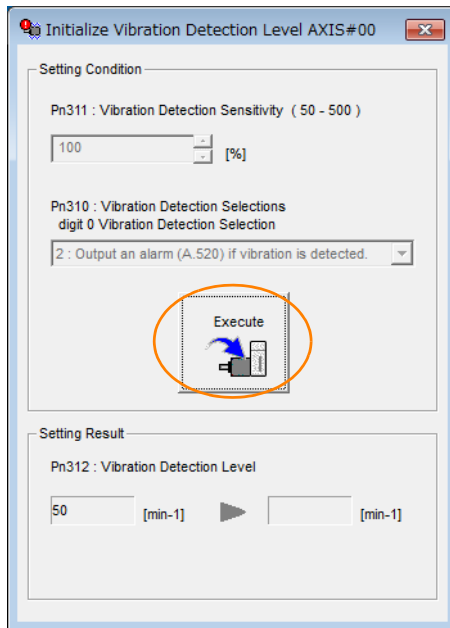 Initialize Vibration Detection Level AXIS#00
Setting Condition
Pn311 : Vibration Detection Sensitivity ( 50 - 500 )
100
[%]
Pn310 : Vibration Detection Selections
digit 0 Vibration Detection Selection
2 : Output an alarm (A.520) if vibration is detected.
Execute
Setting Result
Pn312 : Vibration Detection Level
50 [min-1] [min-1]